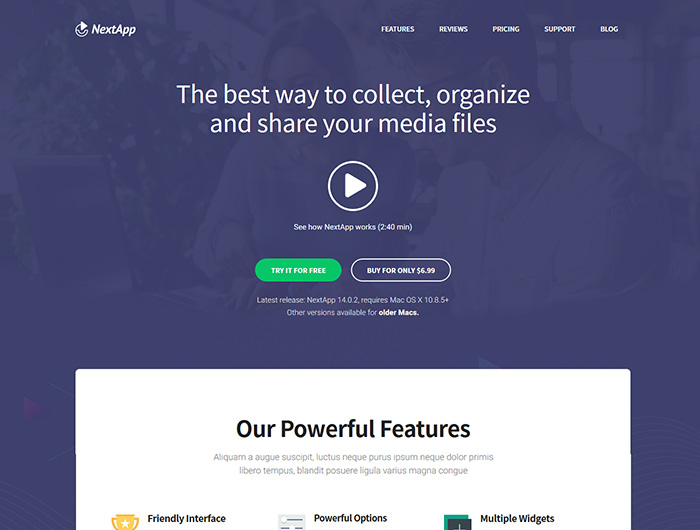 NextApp
FEATURES REVIEWS PRICING SUPPORT BLOG
The best way to collect, organize
and share your media files
See how NextApp works (2:40 min)
TRY IT FOR FREE BUY FOR ONLY $6.99
Latest release: NextApp 14.0.2, requires Mac OS X 10.8.5+
Other versions available for older Macs.
Our Powerful Features
Aliquam a augue suscipit, luctus neque purus ipsum neque dolor primis
libero tempus, blandit posuere ligula varius magna congue
Friendly Interface Powerful Options Multiple Widgets